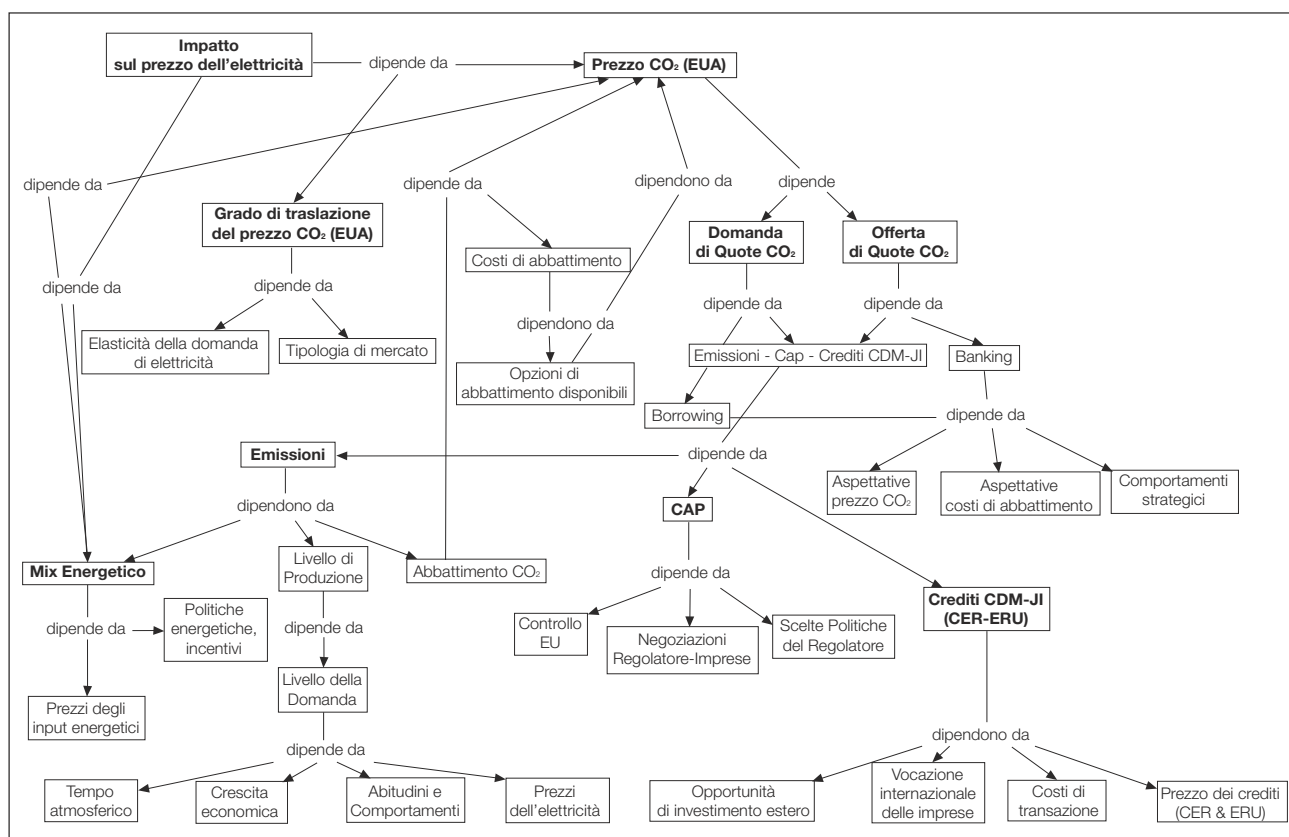 Impatto
sul prezzo dell'elettricità
dipende da
Prezzo CO₂ (EUA)
dipende da
dipende da
dipendono da
dipende
Grado di traslazione
del prezzo CO₂ (EUA)
Domanda
di Quote CO₂
Offerta
di Quote CO₂
Costi di abbattimento
dipende da
dipende da
dipende da
dipende da
dipendono da
Elasticità della domanda
di elettricità
Tipologia di mercato
Emissioni - Cap - Crediti CDM-JI
Banking
Opzioni di
abbattimento disponibili
Borrowing
dipende da
Emissioni
dipende da
Aspettative
prezzo CO₂
Aspettative
costi di abbattimento
Comportamenti
strategici
dipendono da
CAP
Mix Energetico
Livello di
Produzione
Abbattimento CO₂
dipende da
Crediti CDM-JI
(CER-ERU)
Politiche
energetiche,
incentivi
dipende da
dipende da
Controllo
EU
Negoziazioni
Regolatore-Imprese
Scelte Politiche
del Regolatore
Livello della
Domanda
Prezzi degli
input energetici
dipende da
dipendono da
Tempo
atmosferico
Crescita
economica
Abitudini e
Comportamenti
Prezzi
dell'elettricità
Opportunità
di investimento estero
Vocazione
internazionale
delle imprese
Costi di
transazione
Prezzo dei crediti
(CER & ERU)